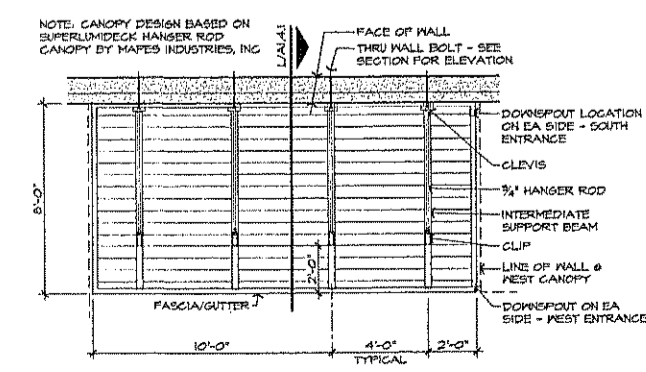 NOTE: CANOPY DESIGN BASED ON
SUPERLUMIDECK HANGER ROD
CANOPY BY MAPES INDUSTRIES, INC
1/A1.A1
FACE OF WALL
THRU WALL BOLT - SEE
SECTION FOR ELEVATION
DOWNSPOUT LOCATION
ON EA SIDE - SOUTH
ENTRANCE
CLEVIS
3/4" HANGER ROD
INTERMEDIATE
SUPPORT BEAM
CLIP
LINE OF WALL @
WEST CANOPY
DOWNSPOUT ON EA
SIDE - WEST ENTRANCE
8'-0"
2'-0"
FASCIA/GUTTER
10'-0"
4'-0"
2'-0"
TYPICAL